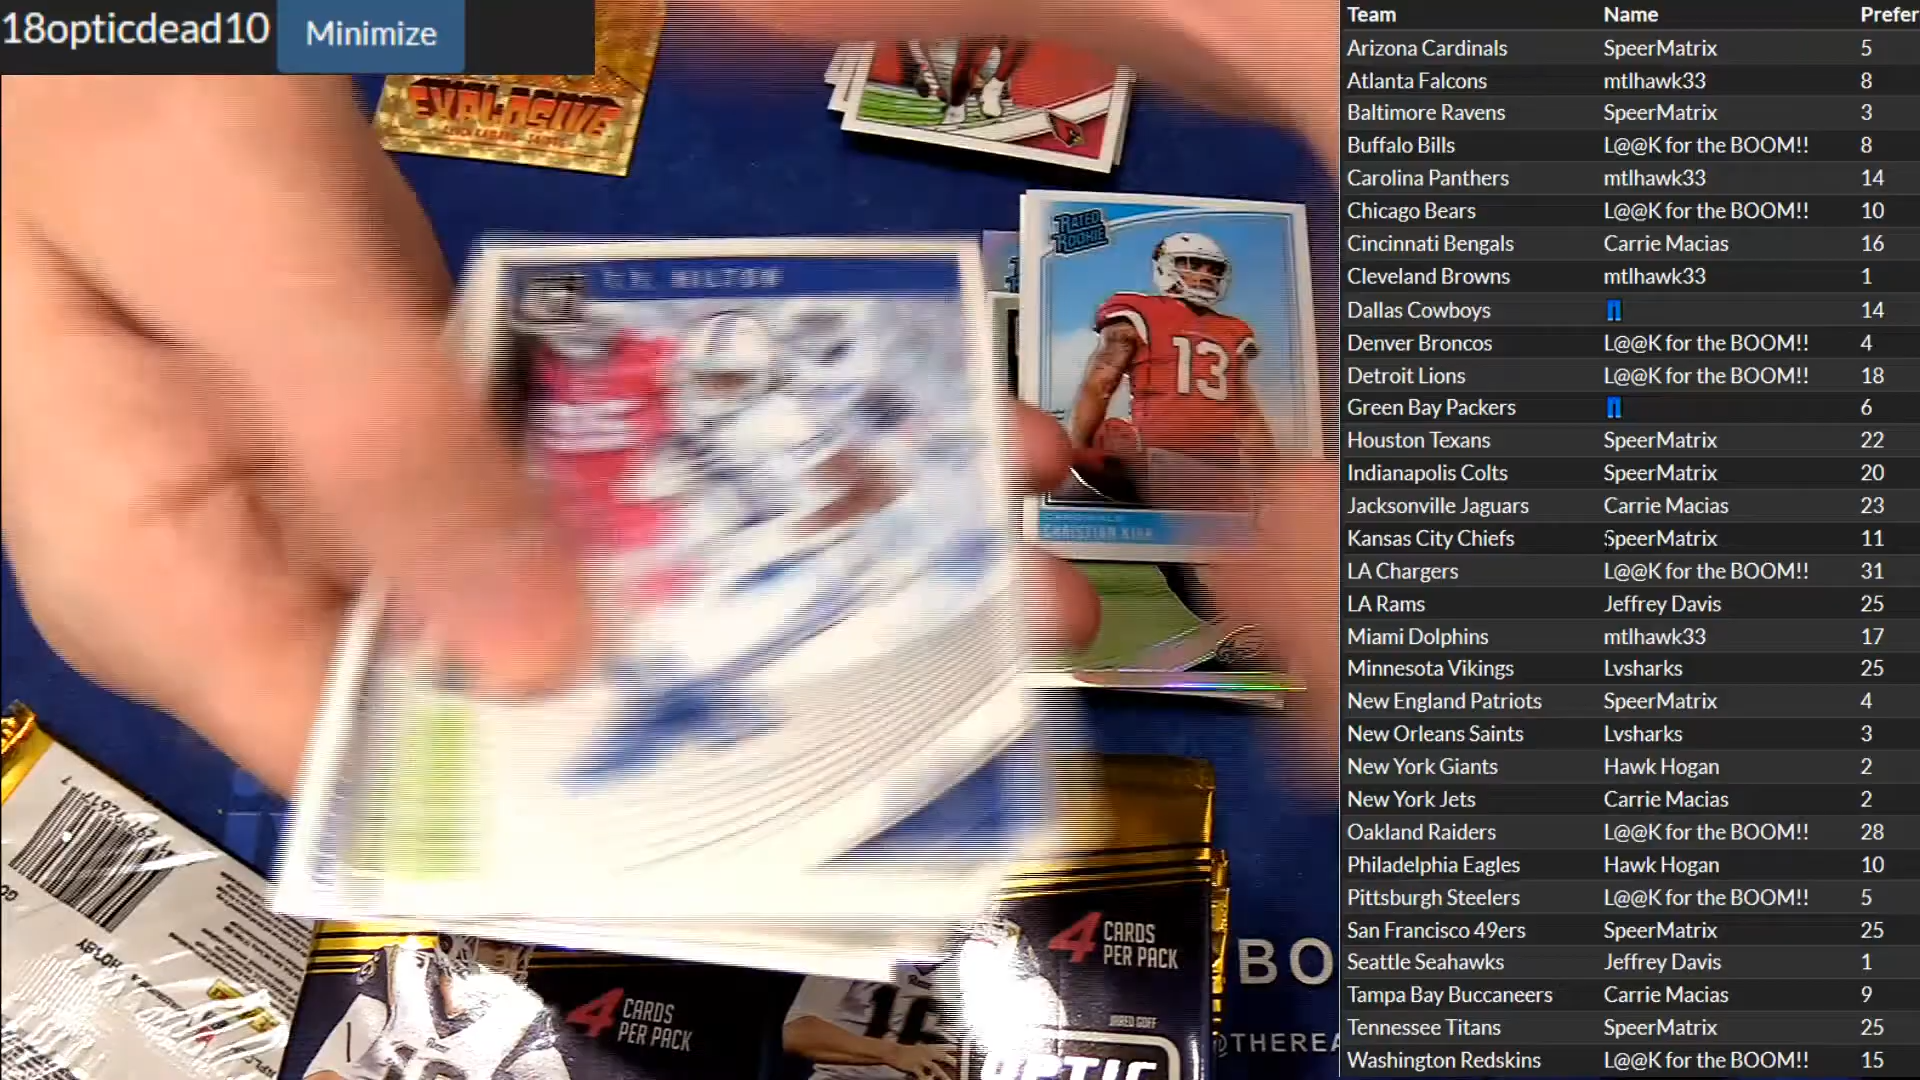 18opticdead10
Minimize
EXPLOSIVE
T.Y. HILTON
RATED
ROOKIE
13
CHRISTIAN KIRK
4 CARDS
PER PACK
4 CARDS
PER PACK
JARED GOFF
OPTIC
BO
@THEREA
HOFLBY
Team Name Prefer
Arizona Cardinals SpeerMatrix 5
Atlanta Falcons mtlhawk33 8
Baltimore Ravens SpeerMatrix 3
Buffalo Bills L@@K for the BOOM!! 8
Carolina Panthers mtlhawk33 14
Chicago Bears L@@K for the BOOM!! 10
Cincinnati Bengals Carrie Macias 16
Cleveland Browns mtlhawk33 1
Dallas Cowboys 👖 14
Denver Broncos L@@K for the BOOM!! 4
Detroit Lions L@@K for the BOOM!! 18
Green Bay Packers 👖 6
Houston Texans SpeerMatrix 22
Indianapolis Colts SpeerMatrix 20
Jacksonville Jaguars Carrie Macias 23
Kansas City Chiefs SpeerMatrix 11
LA Chargers L@@K for the BOOM!! 31
LA Rams Jeffrey Davis 25
Miami Dolphins mtlhawk33 17
Minnesota Vikings Lvsharks 25
New England Patriots SpeerMatrix 4
New Orleans Saints Lvsharks 3
New York Giants Hawk Hogan 2
New York Jets Carrie Macias 2
Oakland Raiders L@@K for the BOOM!! 28
Philadelphia Eagles Hawk Hogan 10
Pittsburgh Steelers L@@K for the BOOM!! 5
San Francisco 49ers SpeerMatrix 25
Seattle Seahawks Jeffrey Davis 1
Tampa Bay Buccaneers Carrie Macias 9
Tennessee Titans SpeerMatrix 25
Washington Redskins L@@K for the BOOM!! 15